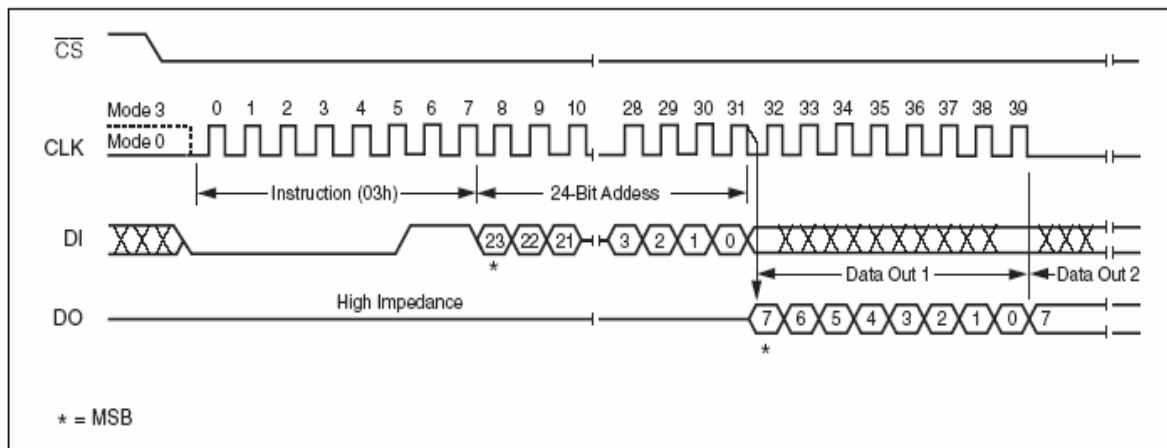 CS
Mode 3 0 1 2 3 4 5 6 7 8 9 10 28 29 30 31 32 33 34 35 36 37 38 39
CLK Mode 0
Instruction (03h) 24-Bit Addess
DI 23 22 21 3 2 1 0
* Data Out 1 Data Out 2
High Impedance
DO 7 6 5 4 3 2 1 0 7
*
* = MSB